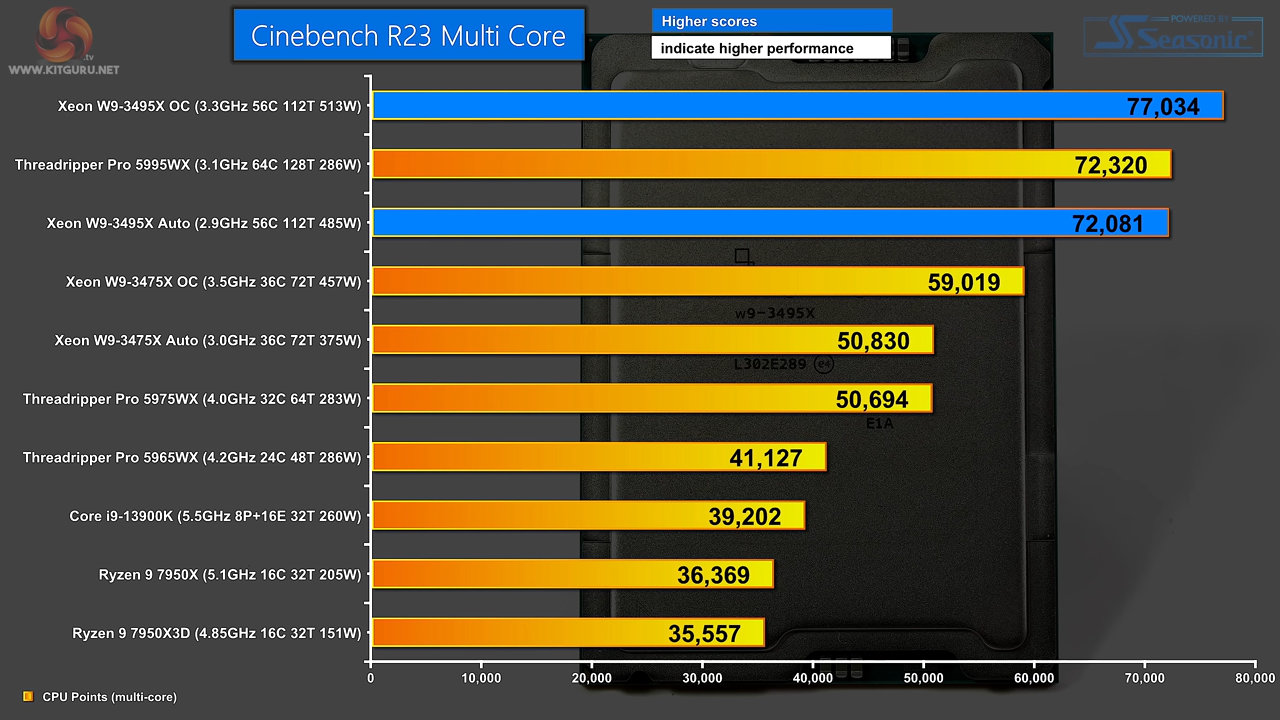 WWW.KITGURU.NET
.tv
Cinebench R23 Multi Core
Higher scores
indicate higher performance
POWERED BY
Seasonic
Xeon W9-3495X OC (3.3GHz 56C 112T 513W)
77,034
Threadripper Pro 5995WX (3.1GHz 64C 128T 286W)
72,320
Xeon W9-3495X Auto (2.9GHz 56C 112T 485W)
72,081
Xeon W9-3475X OC (3.5GHz 36C 72T 457W)
59,019
w9-3495X
Xeon W9-3475X Auto (3.0GHz 36C 72T 375W)
50,830
L302E289 e4
Threadripper Pro 5975WX (4.0GHz 32C 64T 283W)
50,694
E1A
Threadripper Pro 5965WX (4.2GHz 24C 48T 286W)
41,127
Core i9-13900K (5.5GHz 8P+16E 32T 260W)
39,202
Ryzen 9 7950X (5.1GHz 16C 32T 205W)
36,369
Ryzen 9 7950X3D (4.85GHz 16C 32T 151W)
35,557
0 10,000 20,000 30,000 40,000 50,000 60,000 70,000 80,000
CPU Points (multi-core)